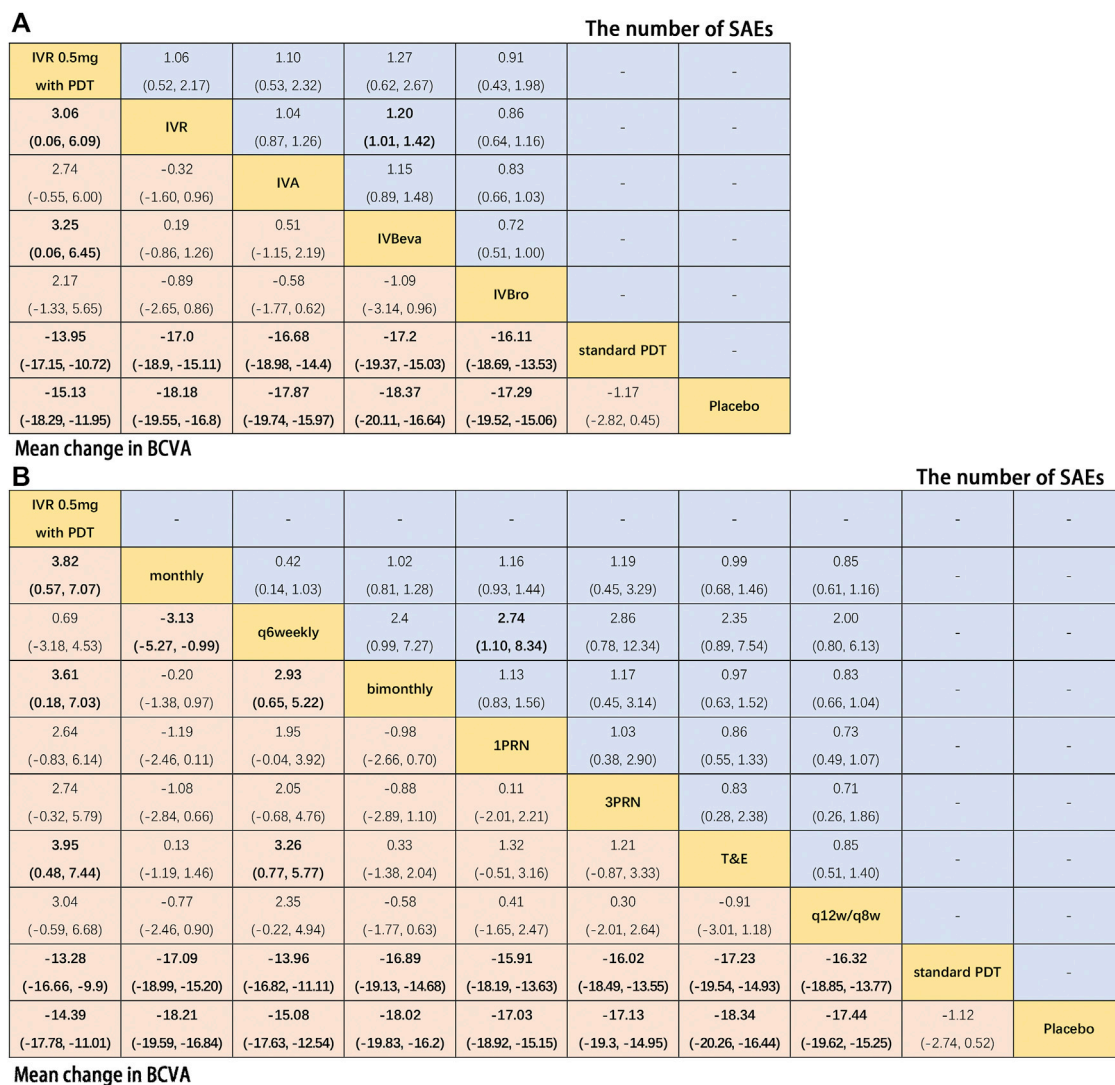 A
The number of SAEs
IVR 0.5mg with PDT 1.06 (0.52, 2.17) 1.10 (0.53, 2.32) 1.27 (0.62, 2.67) 0.91 (0.43, 1.98) - -
3.06 (0.06, 6.09) IVR 1.04 (0.87, 1.26) 1.20 (1.01, 1.42) 0.86 (0.64, 1.16) - -
2.74 (-0.55, 6.00) -0.32 (-1.60, 0.96) IVA 1.15 (0.89, 1.48) 0.83 (0.66, 1.03) - -
3.25 (0.06, 6.45) 0.19 (-0.86, 1.26) 0.51 (-1.15, 2.19) IVBeva 0.72 (0.51, 1.00) - -
2.17 (-1.33, 5.65) -0.89 (-2.65, 0.86) -0.58 (-1.77, 0.62) -1.09 (-3.14, 0.96) IVBro - -
-13.95 (-17.15, -10.72) -17.0 (-18.9, -15.11) -16.68 (-18.98, -14.4) -17.2 (-19.37, -15.03) -16.11 (-18.69, -13.53) standard PDT -
-15.13 (-18.29, -11.95) -18.18 (-19.55, -16.8) -17.87 (-19.74, -15.97) -18.37 (-20.11, -16.64) -17.29 (-19.52, -15.06) -1.17 (-2.82, 0.45) Placebo
Mean change in BCVA
B
The number of SAEs
IVR 0.5mg with PDT - - - - - - - - -
3.82 (0.57, 7.07) monthly 0.42 (0.14, 1.03) 1.02 (0.81, 1.28) 1.16 (0.93, 1.44) 1.19 (0.45, 3.29) 0.99 (0.68, 1.46) 0.85 (0.61, 1.16) - -
0.69 (-3.18, 4.53) -3.13 (-5.27, -0.99) q6weekly 2.4 (0.99, 7.27) 2.74 (1.10, 8.34) 2.86 (0.78, 12.34) 2.35 (0.89, 7.54) 2.00 (0.80, 6.13) - -
3.61 (0.18, 7.03) -0.20 (-1.38, 0.97) 2.93 (0.65, 5.22) bimonthly 1.13 (0.83, 1.56) 1.17 (0.45, 3.14) 0.97 (0.63, 1.52) 0.83 (0.66, 1.04) - -
2.64 (-0.83, 6.14) -1.19 (-2.46, 0.11) 1.95 (-0.04, 3.92) -0.98 (-2.66, 0.70) 1PRN 1.03 (0.38, 2.90) 0.86 (0.55, 1.33) 0.73 (0.49, 1.07) - -
2.74 (-0.32, 5.79) -1.08 (-2.84, 0.66) 2.05 (-0.68, 4.76) -0.88 (-2.89, 1.10) 0.11 (-2.01, 2.21) 3PRN 0.83 (0.28, 2.38) 0.71 (0.26, 1.86) - -
3.95 (0.48, 7.44) 0.13 (-1.19, 1.46) 3.26 (0.77, 5.77) 0.33 (-1.38, 2.04) 1.32 (-0.51, 3.16) 1.21 (-0.87, 3.33) T&E 0.85 (0.51, 1.40) - -
3.04 (-0.59, 6.68) -0.77 (-2.46, 0.90) 2.35 (-0.22, 4.94) -0.58 (-1.77, 0.63) 0.41 (-1.65, 2.47) 0.30 (-2.01, 2.64) -0.91 (-3.01, 1.18) q12w/q8w - -
-13.28 (-16.66, -9.9) -17.09 (-18.99, -15.20) -13.96 (-16.82, -11.11) -16.89 (-19.13, -14.68) -15.91 (-18.19, -13.63) -16.02 (-18.49, -13.55) -17.23 (-19.54, -14.93) -16.32 (-18.85, -13.77) standard PDT -
-14.39 (-17.78, -11.01) -18.21 (-19.59, -16.84) -15.08 (-17.63, -12.54) -18.02 (-19.83, -16.2) -17.03 (-18.92, -15.15) -17.13 (-19.3, -14.95) -18.34 (-20.26, -16.44) -17.44 (-19.62, -15.25) -1.12 (-2.74, 0.52) Placebo
Mean change in BCVA